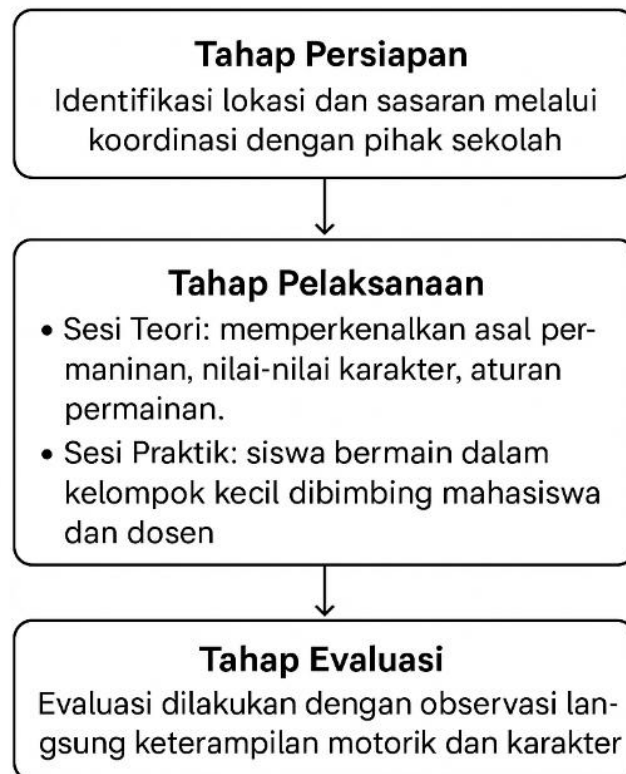 Tahap Persiapan
Identifikasi lokasi dan sasaran melalui
koordinasi dengan pihak sekolah
Tahap Pelaksanaan
• Sesi Teori: memperkenalkan asal per-
maninan, nilai-nilai karakter, aturan
permainan.
• Sesi Praktik: siswa bermain dalam
kelompok kecil dibimbing mahasiswa
dan dosen
Tahap Evaluasi
Evaluasi dilakukan dengan observasi lan-
gsung keterampilan motorik dan karakter